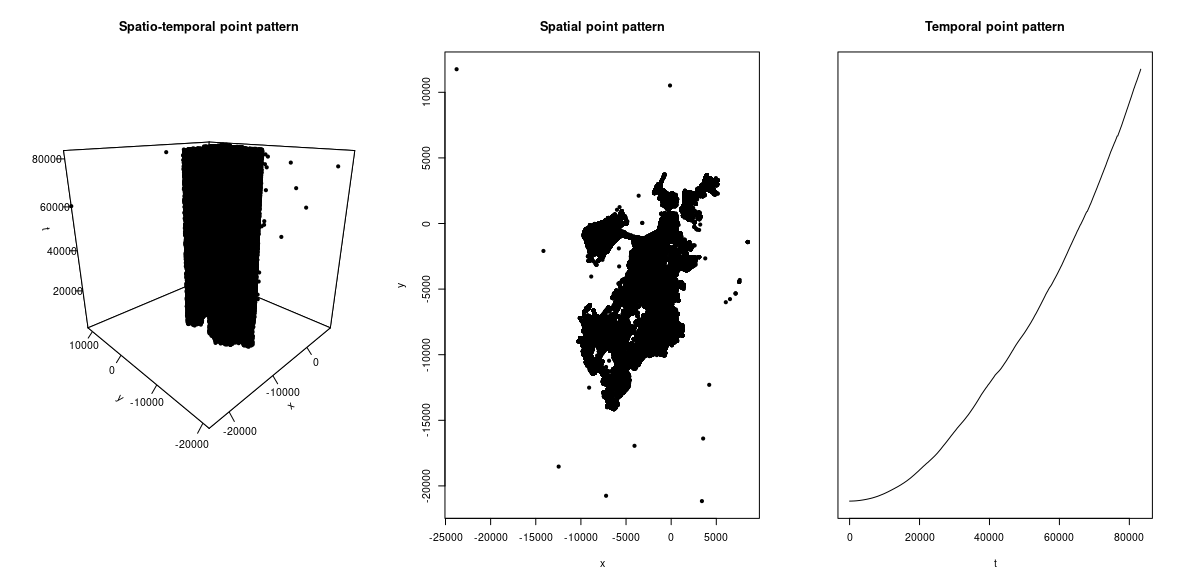 Spatio-temporal point pattern
80000
60000
40000
20000
t
10000
0
-10000
-20000
y
0
-10000
-20000
x
Spatial point pattern
10000
5000
0
-5000
-10000
-15000
-20000
y
-25000 -20000 -15000 -10000 -5000 0 5000
x
Temporal point pattern
0 20000 40000 60000 80000
t